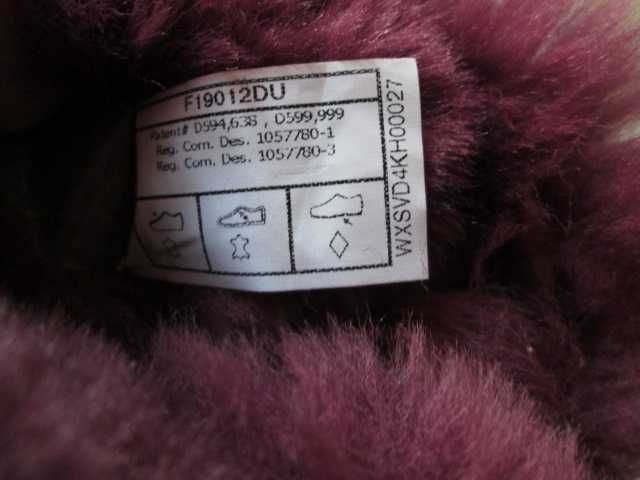 F19012DU
Patent# D594,638 , D599,999
Reg. Com. Des. 1057780-1
Reg. Com. Des. 1057780-3
WXSVD4KH00027